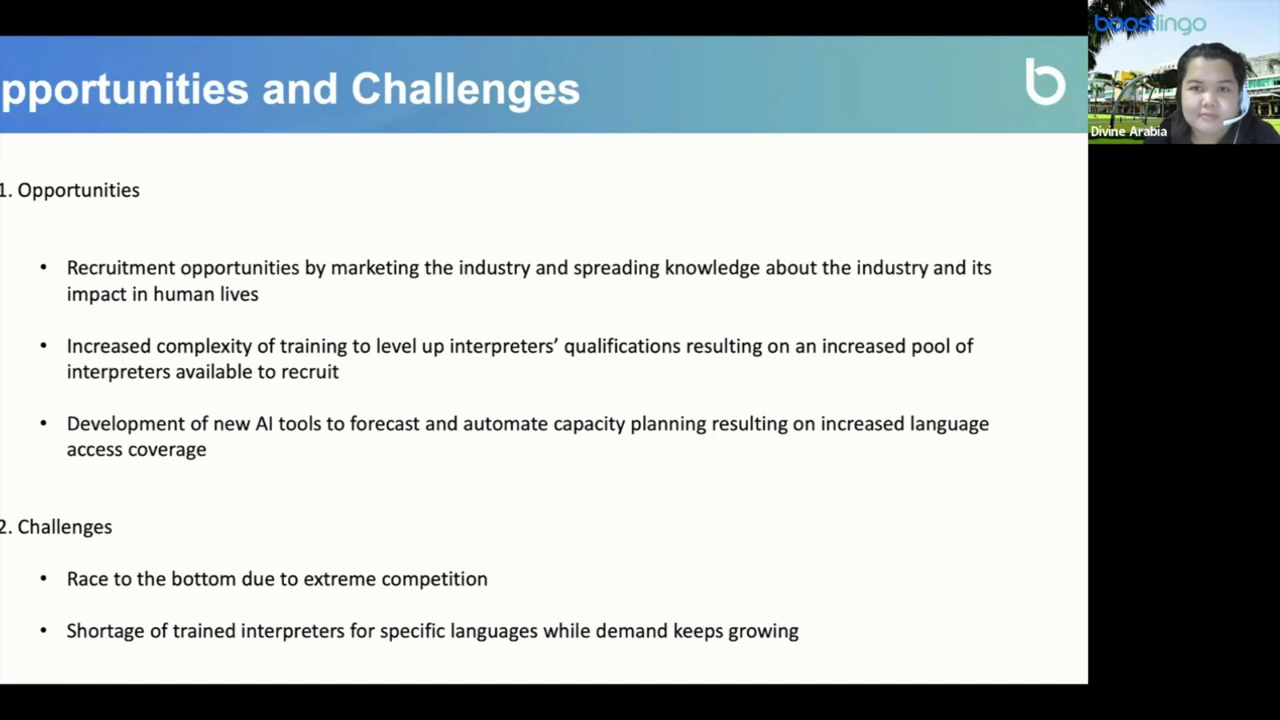 pportunities and Challenges
b
boostlingo
Divine Arabia
1. Opportunities
• Recruitment opportunities by marketing the industry and spreading knowledge about the industry and its
impact in human lives
• Increased complexity of training to level up interpreters’ qualifications resulting on an increased pool of
interpreters available to recruit
• Development of new AI tools to forecast and automate capacity planning resulting on increased language
access coverage
2. Challenges
• Race to the bottom due to extreme competition
• Shortage of trained interpreters for specific languages while demand keeps growing